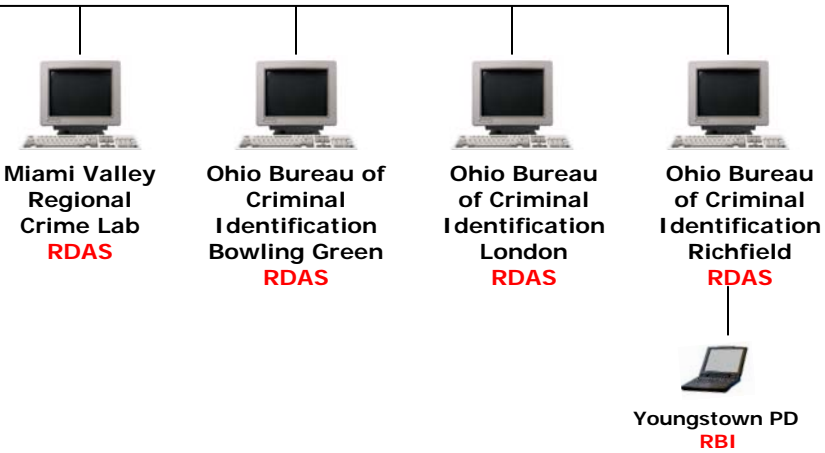 Miami Valley
Regional
Crime Lab
RDAS
Ohio Bureau of
Criminal
Identification
Bowling Green
RDAS
Ohio Bureau
of Criminal
Identification
London
RDAS
Ohio Bureau
of Criminal
Identification
Richfield
RDAS
Youngstown PD
RBI